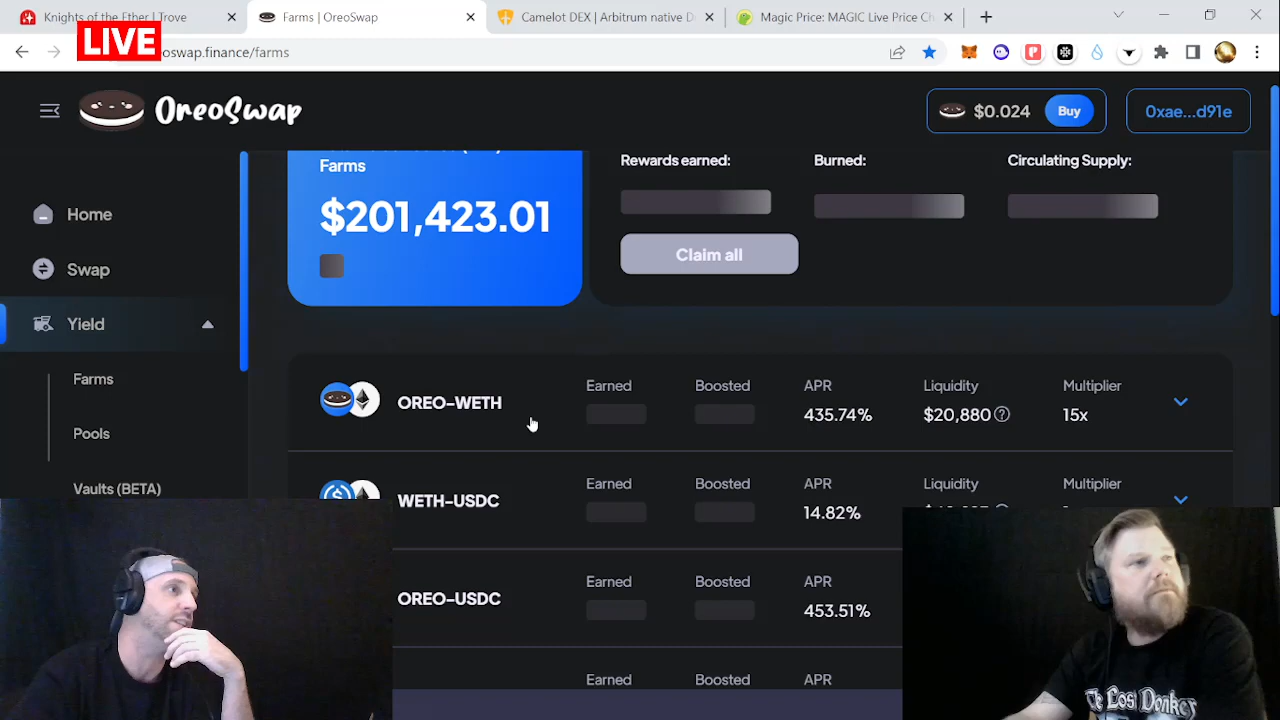 Knights of the Ether | Trove
Farms | OreoSwap
Camelot DEX | Arbitrum native D
Magic Price: MAGIC Live Price Ch
LIVE
oswap.finance/farms
OreoSwap
$0.024
Buy
0xae...d91e
Home
Swap
Yield
Farms
Pools
Vaults (BETA)
Farms
$201,423.01
Rewards earned:
Burned:
Circulating Supply:
Claim all
OREO-WETH
Earned
Boosted
APR
435.74%
Liquidity
$20,880
Multiplier
15x
WETH-USDC
Earned
Boosted
APR
14.82%
Liquidity
Multiplier
OREO-USDC
Earned
Boosted
APR
453.51%
Earned
Boosted
APR